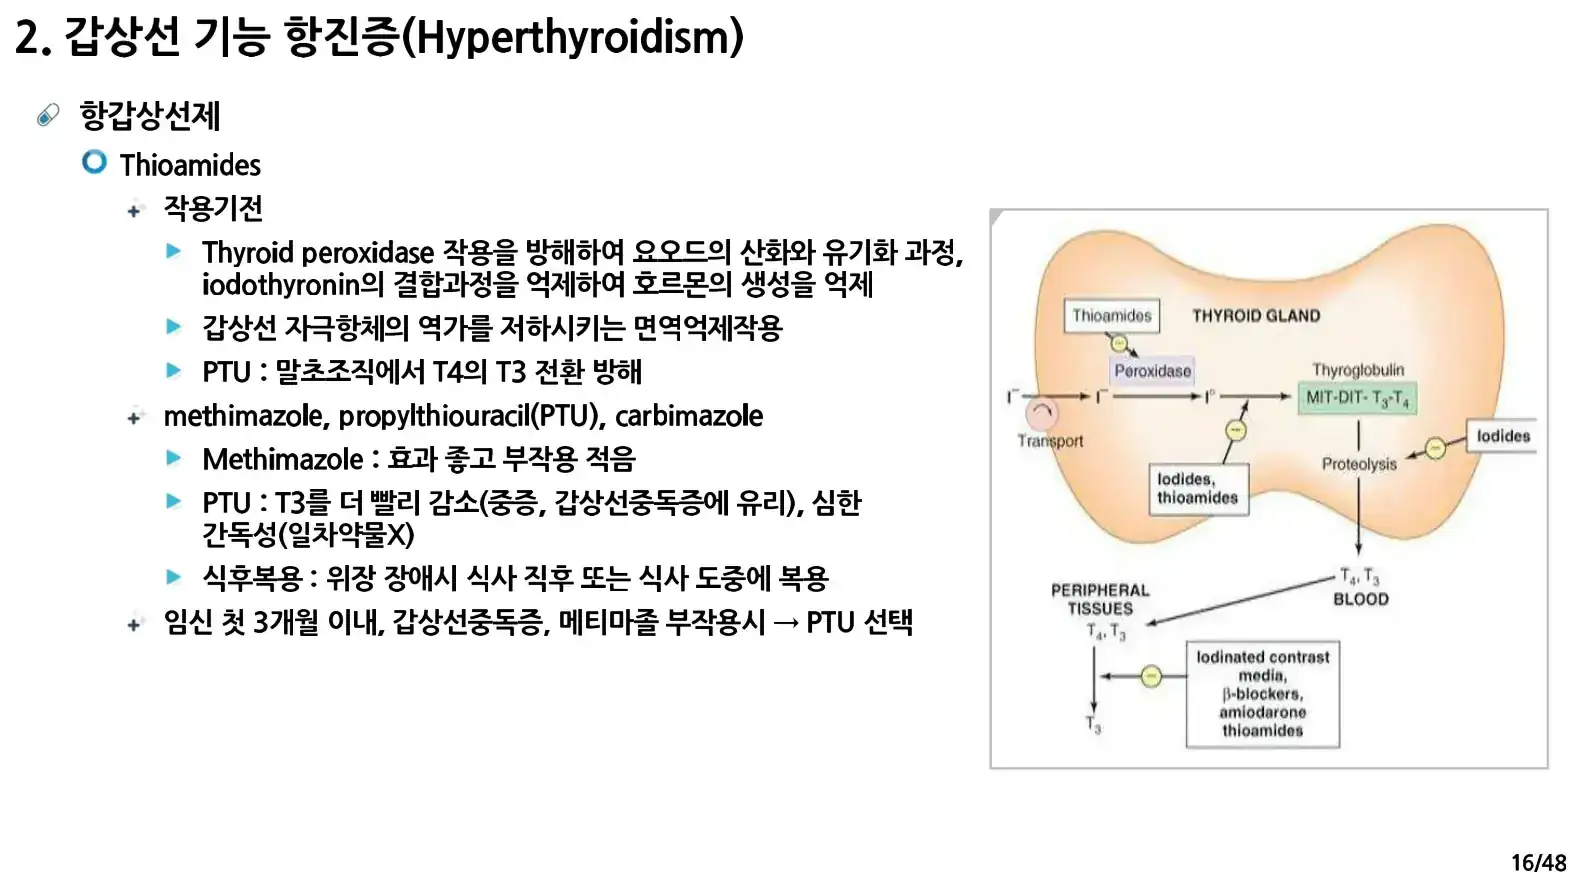 2. 갑상선 기능 항진증(Hyperthyroidism)
항갑상선제
Thioamides
작용기전
Thyroid peroxidase 작용을 방해하여 요오드의 산화와 유기화 과정,
iodothyronin의 결합과정을 억제하여 호르몬의 생성을 억제
갑상선 자극항체의 역가를 저하시키는 면역억제작용
PTU : 말초조직에서 T4의 T3 전환 방해
methimazole, propylthiouracil(PTU), carbimazole
Methimazole : 효과 좋고 부작용 적음
PTU : T3를 더 빨리 감소(중증, 갑상선중독증에 유리), 심한
간독성(일차약물X)
식후복용 : 위장 장애시 식사 직후 또는 식사 도중에 복용
임신 첫 3개월 이내, 갑상선중독증, 메티마졸 부작용시 → PTU 선택
Thioamides
THYROID GLAND
Peroxidase
Thyroglobulin
I⁻ I⁻ I° MIT-DIT- T₃-T₄
Transport
Iodides
Proteolysis
Iodides,
thioamides
T₄, T₃
BLOOD
PERIPHERAL
TISSUES
T₄, T₃
Iodinated contrast
media,
β-blockers,
amiodarone
thioamides
T₃
16/48